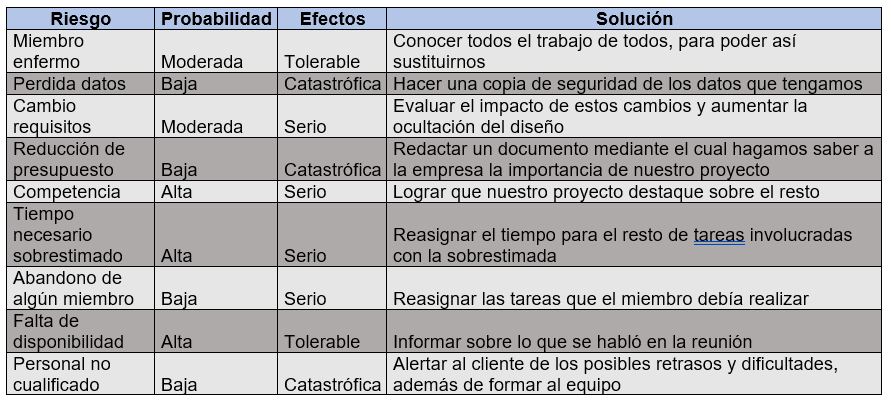 Riesgo Probabilidad Efectos Solución
Miembro enfermo Moderada Tolerable Conocer todos el trabajo de todos, para poder así sustituirnos
Perdida datos Baja Catastrófica Hacer una copia de seguridad de los datos que tengamos
Cambio requisitos Moderada Serio Evaluar el impacto de estos cambios y aumentar la ocultación del diseño
Reducción de presupuesto Baja Catastrófica Redactar un documento mediante el cual hagamos saber a la empresa la importancia de nuestro proyecto
Competencia Alta Serio Lograr que nuestro proyecto destaque sobre el resto
Tiempo necesario sobrestimado Alta Serio Reasignar el tiempo para el resto de tareas involucradas con la sobrestimada
Abandono de algún miembro Baja Serio Reasignar las tareas que el miembro debía realizar
Falta de disponibilidad Alta Tolerable Informar sobre lo que se habló en la reunión
Personal no cualificado Baja Catastrófica Alertar al cliente de los posibles retrasos y dificultades, además de formar al equipo